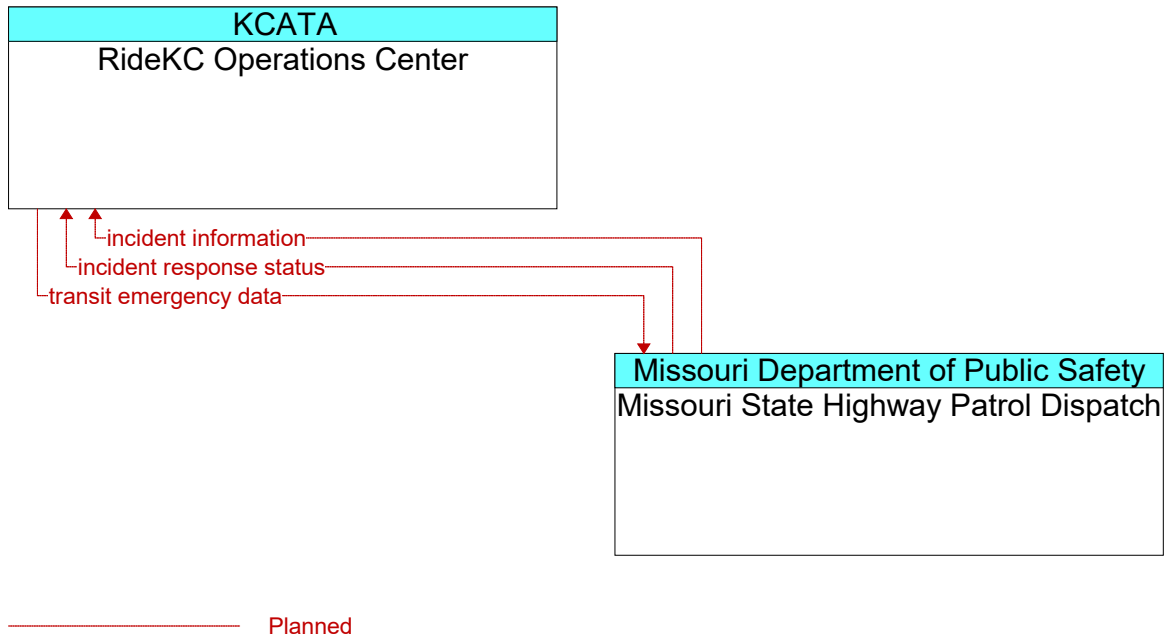 KCATA
RideKC Operations Center
incident information
incident response status
transit emergency data
Missouri Department of Public Safety
Missouri State Highway Patrol Dispatch
Planned